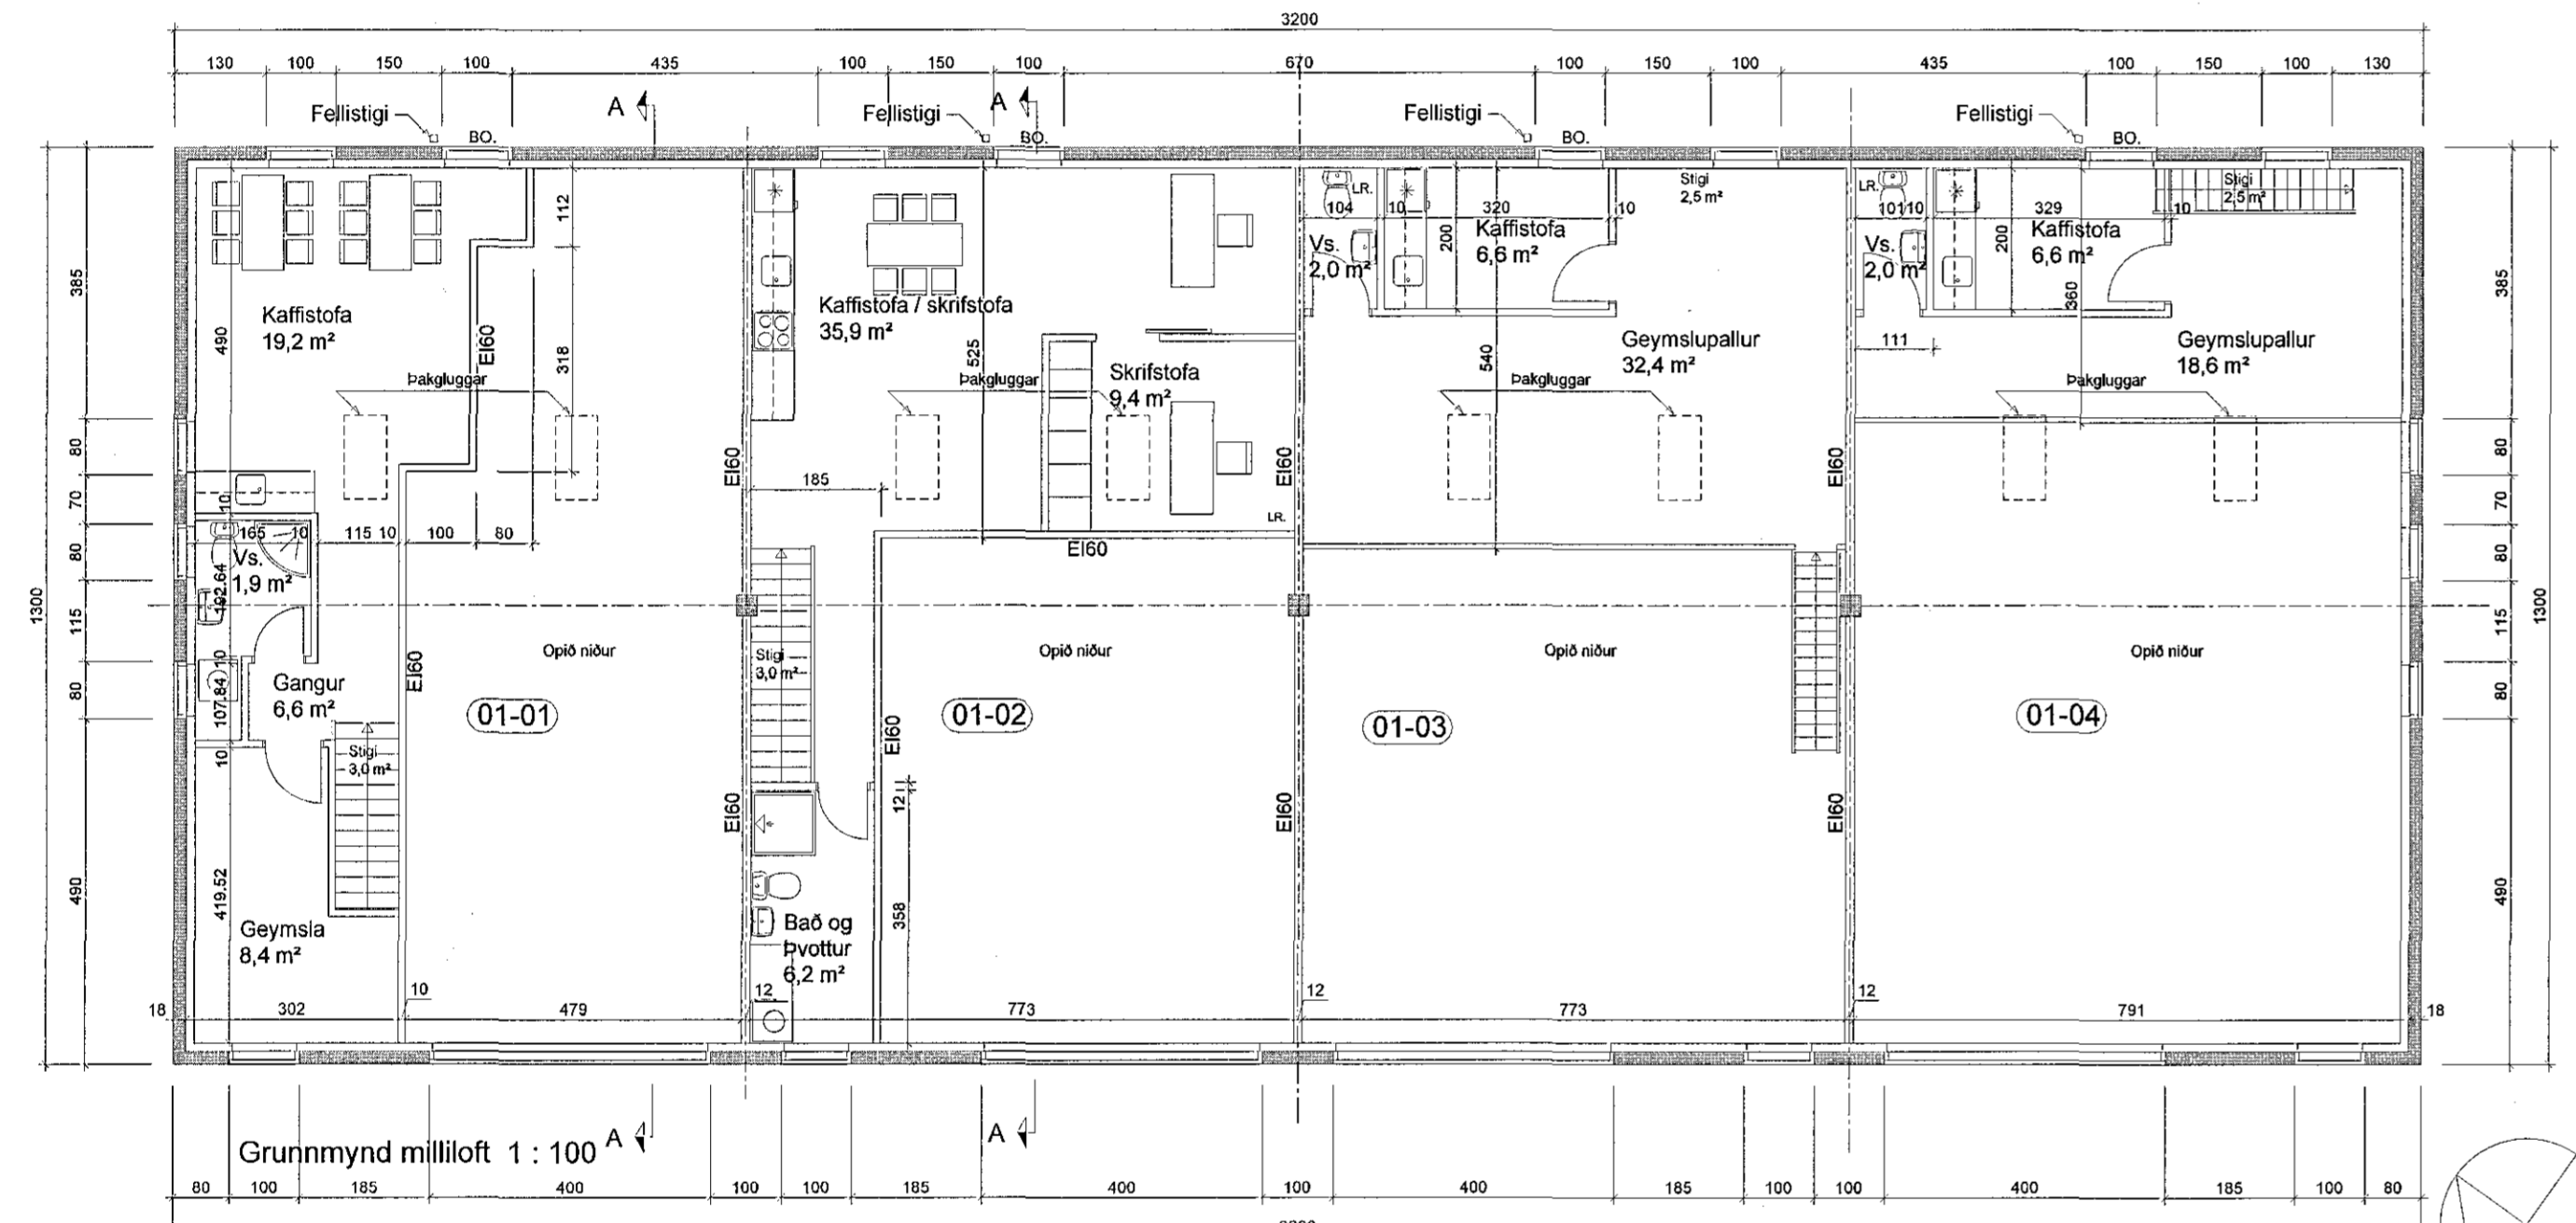 3200
130 100 150 100 435 100 150 100 670 100 150 100 435 100 150 100 130
Fellistigi A Fellistigi A Fellistigi Fellistigi
BO. BO. BO. BO.
1300
385
80
70
80
115
80
490
Kaffistofa
19,2 m²
490
112
318
EI60
Þakgluggar
10
165 10 115 10 100 80
Vs.
1,9 m²
192.64
10
107.84
10
419.52
Gangur
6,6 m²
Stigi
3,0 m²
EI60
Geymsla
8,4 m²
Opið niður
01-01
EI60
EI60
18 302 10 479
Kaffistofa / skrifstofa
35,9 m²
525
Skrifstofa
9,4 m²
Þakgluggar
185
LR.
EI60
EI60
Stigi
3,0 m²
EI60
12
358
Bað og
Þvottur
6,2 m²
Opið niður
01-02
EI60
12 773
LR.
104 10 320 10
Vs.
2,0 m²
200
Kaffistofa
6,6 m²
Stigi
2,5 m²
540
Geymslupallur
32,4 m²
Þakgluggar
EI60
Opið niður
01-03
EI60
12 773
LR.
101 10 329 10
Vs.
2,0 m²
200
Kaffistofa
6,6 m²
Stigi
2,5 m²
360
111
Geymslupallur
18,6 m²
Þakgluggar
Opið niður
01-04
12 791 18
385
80
70
80
115
80
490
1300
Grunnmynd milliloft 1 : 100
A A
80 100 185 400 100 100 185 400 100 400 185 100 100 400 185 100 80